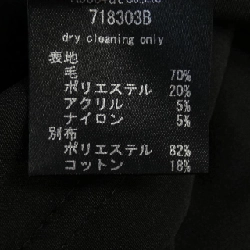 718303B
dry cleaning only
表地
毛 70%
ポリエステル 20%
アクリル 5%
ナイロン 5%
別布
ポリエステル 82%
コットン 18%